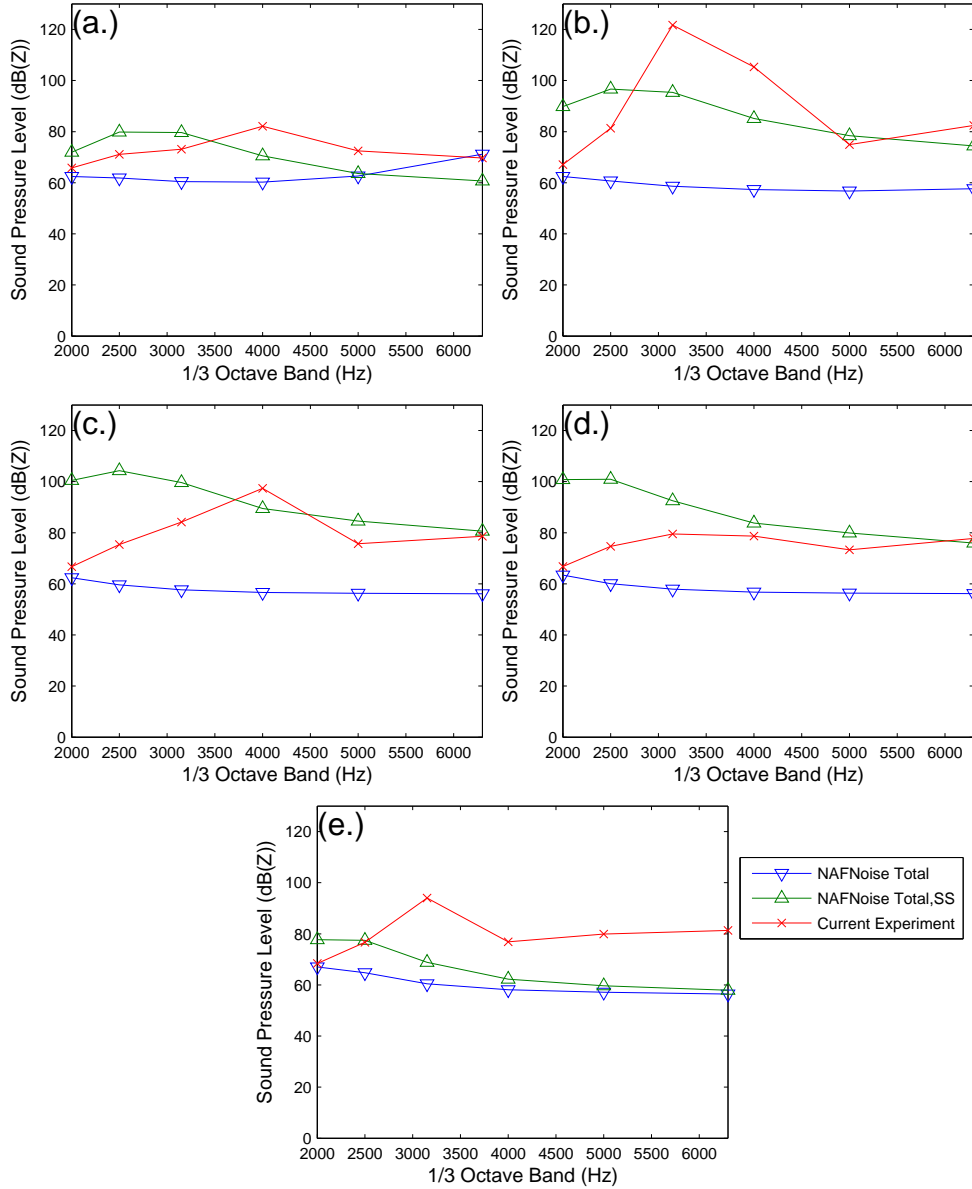 (a.)
Sound Pressure Level (dB(Z))
120
100
80
60
40
20
0
2000 2500 3000 3500 4000 4500 5000 5500 6000
1/3 Octave Band (Hz)
(b.)
Sound Pressure Level (dB(Z))
120
100
80
60
40
20
0
2000 2500 3000 3500 4000 4500 5000 5500 6000
1/3 Octave Band (Hz)
(c.)
Sound Pressure Level (dB(Z))
120
100
80
60
40
20
0
2000 2500 3000 3500 4000 4500 5000 5500 6000
1/3 Octave Band (Hz)
(d.)
Sound Pressure Level (dB(Z))
120
100
80
60
40
20
0
2000 2500 3000 3500 4000 4500 5000 5500 6000
1/3 Octave Band (Hz)
(e.)
Sound Pressure Level (dB(Z))
120
100
80
60
40
20
0
2000 2500 3000 3500 4000 4500 5000 5500 6000
1/3 Octave Band (Hz)
NAFNoise Total
NAFNoise Total,SS
Current Experiment